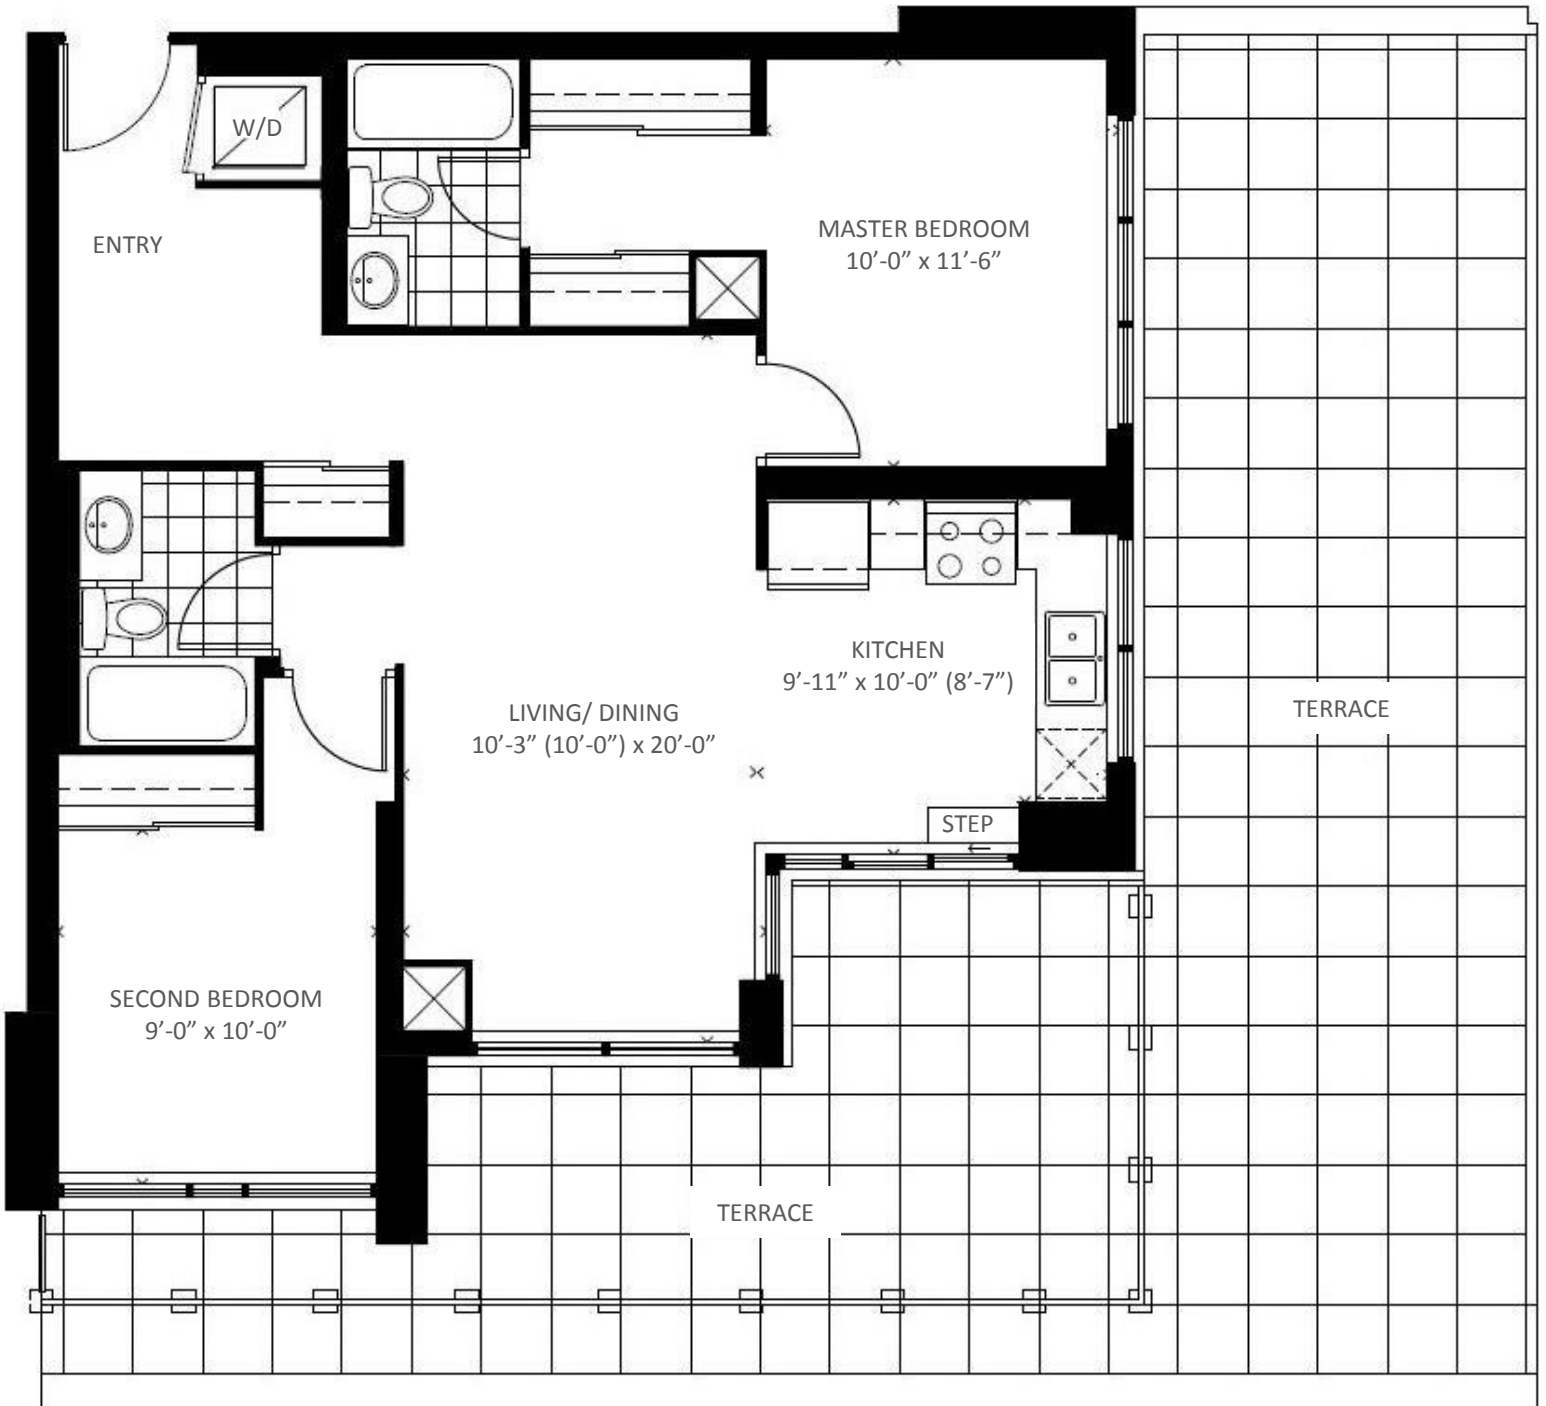 W/D
ENTRY
MASTER BEDROOM
10’-0” x 11’-6”
KITCHEN
9’-11” x 10’-0” (8’-7”)
LIVING/ DINING
10’-3” (10’-0”) x 20’-0”
TERRACE
STEP
SECOND BEDROOM
9’-0” x 10’-0”
TERRACE